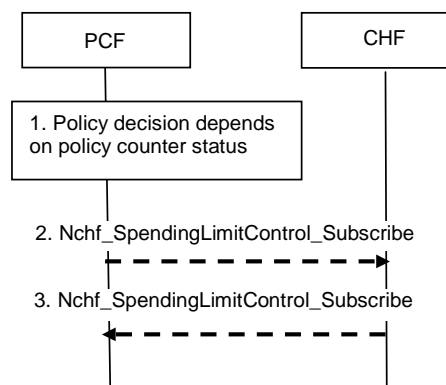 PCF
CHF
1. Policy decision depends
on policy counter status
2. Nchf_SpendingLimitControl_Subscribe
3. Nchf_SpendingLimitControl_Subscribe